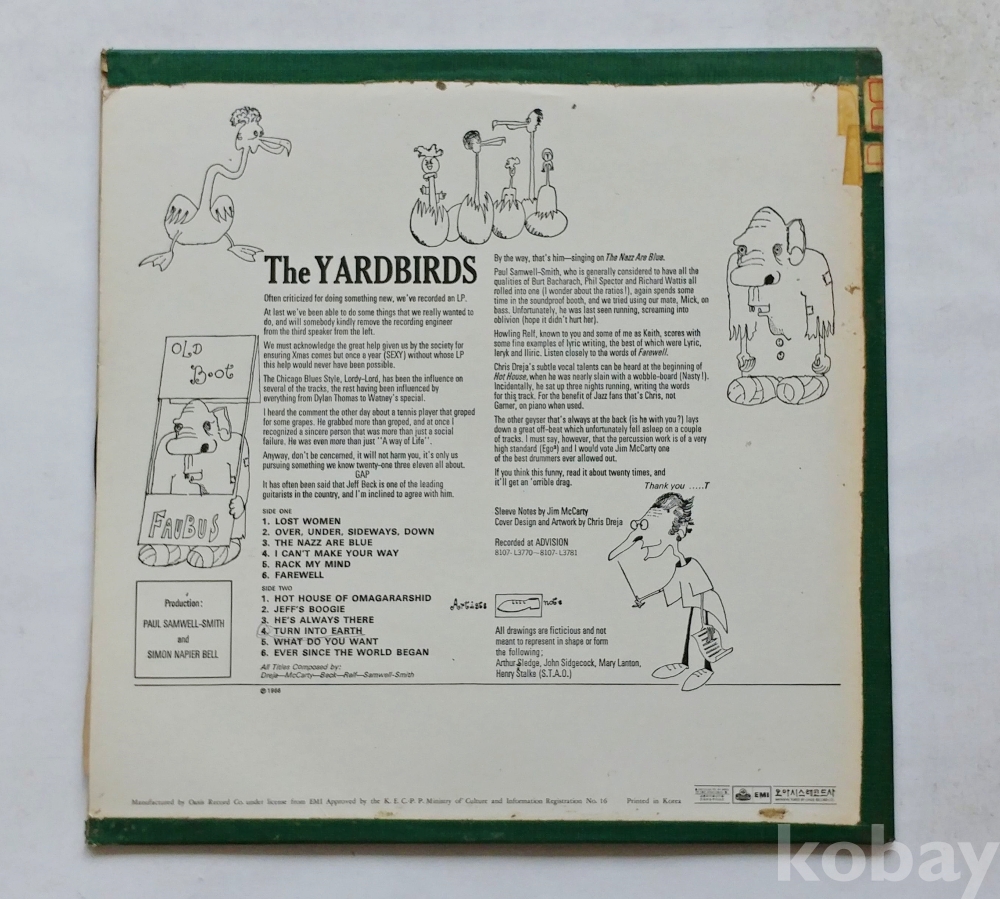 The YARDBIRDS
Often criticized for doing something new, we've recorded an LP.
At last we've been able to do some things that we really wanted to
do, and will somebody kindly remove the recording engineer
from the third speaker from the left.
We must acknowledge the great help given us by the society for
ensuring Xmas comes but once a year (SEXY) without whose LP
this help would never have been possible.
The Chicago Blues Style, Lordy-Lord, has been the influence on
several of the tracks, the rest having been influenced by
everything from Dylan Thomas to Watney's special.
I heard the comment the other day about a tennis player that groped
for some grapes. He grabbed more than groped, and at once I
recognized a sincere person that was more than just a social
failure. He was even more than just "A way of Life".
Anyway, don't be concerned, it will not harm you, it's only us
pursuing something we know twenty-one three eleven all about.
GAP
It has often been said that Jeff Beck is one of the leading
guitarists in the country, and I'm inclined to agree with him.
SIDE ONE
1. LOST WOMEN
2. OVER, UNDER, SIDEWAYS, DOWN
3. THE NAZZ ARE BLUE
4. I CAN'T MAKE YOUR WAY
5. RACK MY MIND
6. FAREWELL
SIDE TWO
1. HOT HOUSE OF OMAGARARSHID
2. JEFF'S BOOGIE
3. HE'S ALWAYS THERE
4. TURN INTO EARTH
5. WHAT DO YOU WANT
6. EVER SINCE THE WORLD BEGAN
All Titles Composed by:
Dreja—McCarty—Beck—Relf—Samwell-Smith
℗ 1966
OLD
Boot
FAUBUS
Production:
PAUL SAMWELL-SMITH
and
SIMON NAPIER BELL
By the way, that's him—singing on The Nazz Are Blue.
Paul Samwell-Smith, who is generally considered to have all the
qualities of Burt Bacharach, Phil Spector and Richard Wattis all
rolled into one (I wonder about the ratios!), again spends some
time in the soundproof booth, and we tried using our mate, Mick, on
bass. Unfortunately, he was last seen running, screaming into
oblivion (hope it didn't hurt her).
Howling Relf, known to you and some of me as Keith, scores with
some fine examples of lyric writing, the best of which were Lyric,
leryk and Iliric. Listen closely to the words of Farewell.
Chris Dreja's subtle vocal talents can be heard at the beginning of
Hot House, when he was nearly slain with a wobble-board (Nasty!).
Incidentally, he sat up three nights running, writing the words
for this track. For the benefit of Jazz fans that's Chris, not
Garner, on piano when used.
The other geyser that's always at the back (is he with you?) lays
down a great off-beat which unfortunately fell asleep on a couple
of tracks. I must say, however, that the percussion work is of a very
high standard (Ego²) and I would vote Jim McCarty one
of the best drummers ever allowed out.
If you think this funny, read it about twenty times, and
it'll get an 'orrible drag.
Thank you .....T
Sleeve Notes by Jim McCarty
Cover Design and Artwork by Chris Dreja
Recorded at ADVISION
8107-L3770~8107-L3781
Artists note
All drawings are ficticious and not
meant to represent in shape or form
the following;
Arthur Sledge, John Sidgecock, Mary Lanton,
Henry Stalke (S.T.A.O.)
Manufactured by Oasis Record Co. under license from EMI Approved by the K. E. C-P. P. Ministry of Culture and Information Registration No. 16 Printed in Korea
EMI
오아시스레코드사
kobay